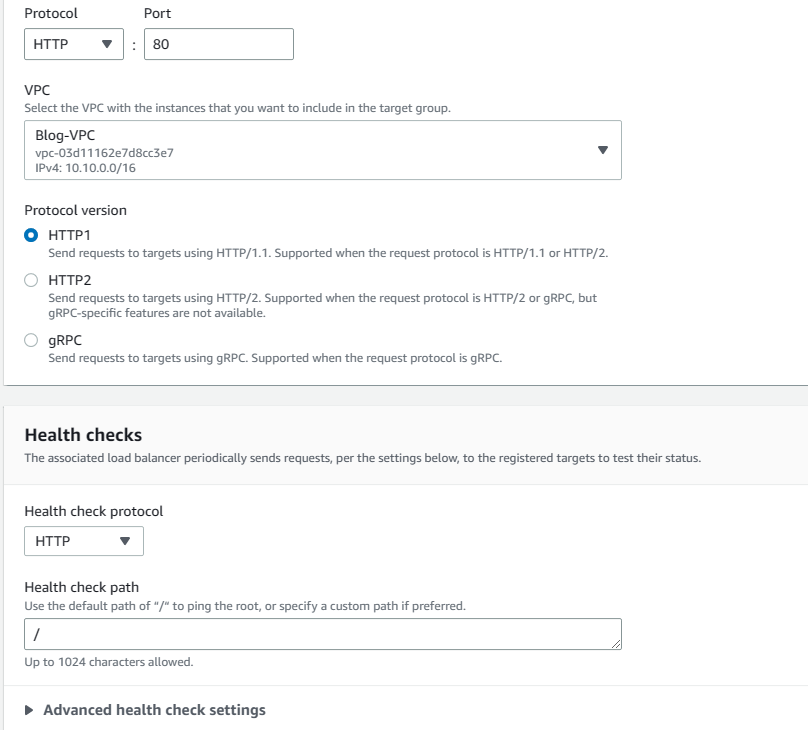 Protocol Port
HTTP : 80
VPC
Select the VPC with the instances that you want to include in the target group.
Blog-VPC
vpc-03d11162e7d8cc3e7
IPv4: 10.10.0.0/16
Protocol version
HTTP1
Send requests to targets using HTTP/1.1. Supported when the request protocol is HTTP/1.1 or HTTP/2.
HTTP2
Send requests to targets using HTTP/2. Supported when the request protocol is HTTP/2 or gRPC, but
gRPC-specific features are not available.
gRPC
Send requests to targets using gRPC. Supported when the request protocol is gRPC.
Health checks
The associated load balancer periodically sends requests, per the settings below, to the registered targets to test their status.
Health check protocol
HTTP
Health check path
Use the default path of "/" to ping the root, or specify a custom path if preferred.
/
Up to 1024 characters allowed.
Advanced health check settings